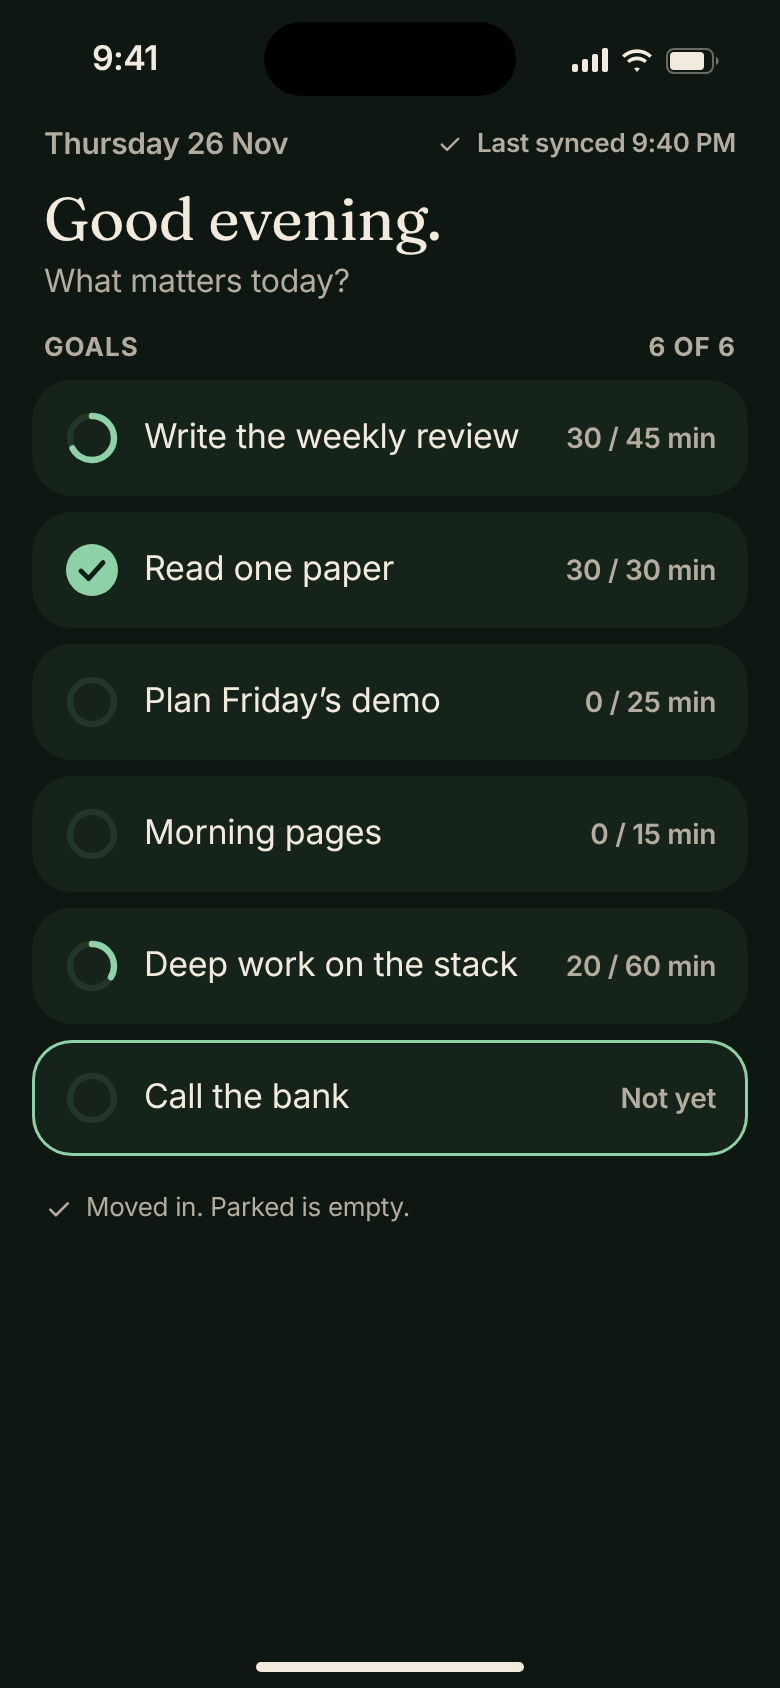 9:41
Thursday 26 Nov
Last synced 9:40 PM
Good evening.
What matters today?
GOALS
6 OF 6
Write the weekly review
30 / 45 min
Read one paper
30 / 30 min
Plan Friday’s demo
0 / 25 min
Morning pages
0 / 15 min
Deep work on the stack
20 / 60 min
Call the bank
Not yet
Moved in. Parked is empty.